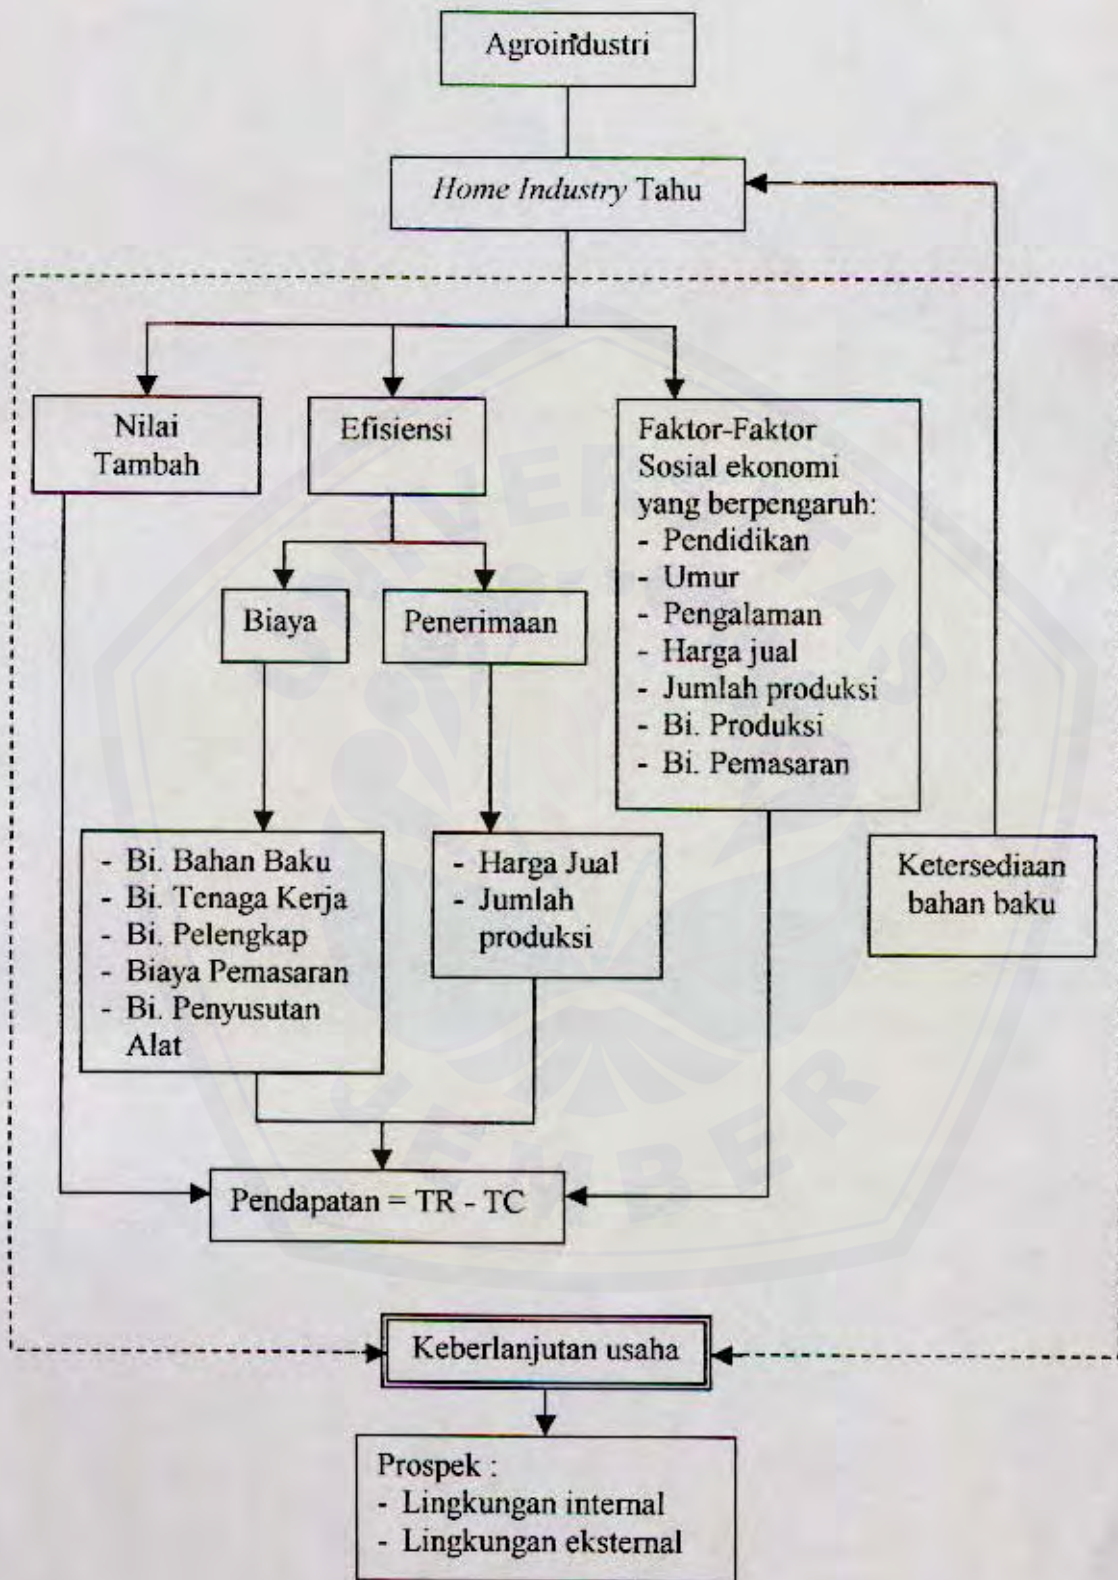 Agroindustri
Home Industry Tahu
Nilai
Tambah
Efisiensi
Faktor-Faktor
Sosial ekonomi
yang berpengaruh:
- Pendidikan
- Umur
- Pengalaman
- Harga jual
- Jumlah produksi
- Bi. Produksi
- Bi. Pemasaran
Biaya
Penerimaan
- Bi. Bahan Baku
- Bi. Tenaga Kerja
- Bi. Pelengkap
- Biaya Pemasaran
- Bi. Penyusutan
Alat
- Harga Jual
- Jumlah
produksi
Ketersediaan
bahan baku
Pendapatan = TR - TC
Keberlanjutan usaha
Prospek :
- Lingkungan internal
- Lingkungan eksternal
UNIVERSITAS
JEMBER